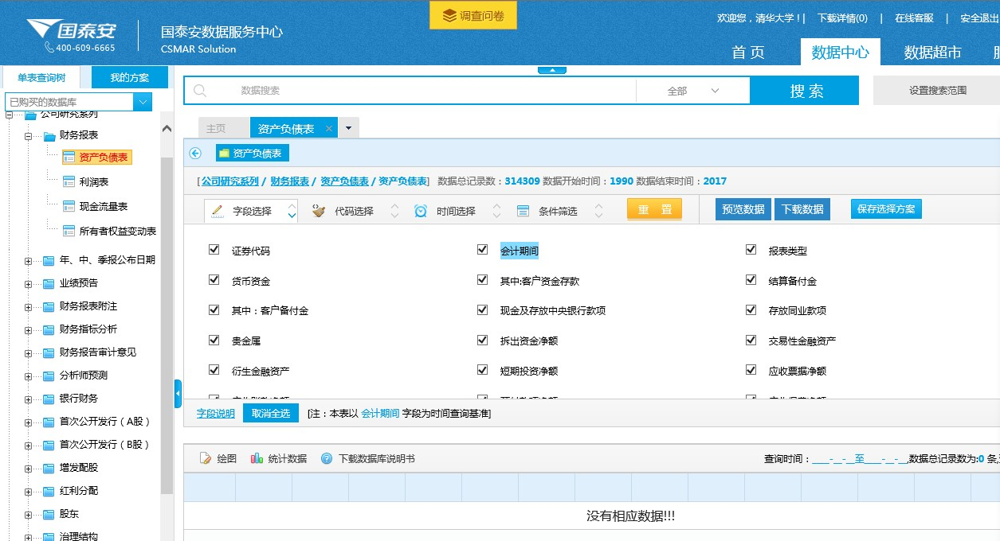 调查问卷
国泰安
400-609-6665
国泰安数据服务中心
CSMAR Solution
欢迎您，清华大学！| 下载详情(0) | 在线客服 | 安全退出
首 页 数据中心 数据超市
单表查询树 我的方案
已购买的数据库
数据搜索 全部 搜 索 设置搜索范围
公司研究系列
财务报表
资产负债表
利润表
现金流量表
所有者权益变动表
年、中、季报公布日期
业绩预告
财务报表附注
财务指标分析
财务报告审计意见
分析师预测
银行财务
首次公开发行（A股）
首次公开发行（B股）
增发配股
红利分配
股东
治理结构
主页 资产负债表 ×
资产负债表
[公司研究系列 / 财务报表 / 资产负债表 / 资产负债表] 数据总记录数：314309 数据开始时间：1990 数据结束时间：2017
字段选择 代码选择 时间选择 条件筛选 重 置 预览数据 下载数据 保存选择方案
证券代码 会计期间 报表类型
货币资金 其中:客户资金存款 结算备付金
其中：客户备付金 现金及存放中央银行款项 存放同业款项
贵金属 拆出资金净额 交易性金融资产
衍生金融资产 短期投资净额 应收票据净额
字段说明 取消全选 [注：本表以 会计期间 字段为时间查询基准]
绘图 统计数据 下载数据库说明书 查询时间：____-__-__至____-__-__,数据总记录数为:0 条,
没有相应数据!!!